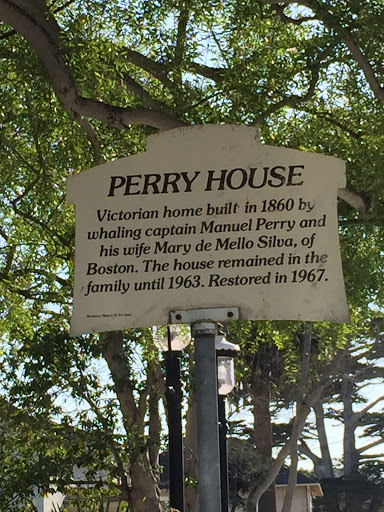 PERRY HOUSE
Victorian home built in 1860 by
whaling captain Manuel Perry and
his wife Mary de Mello Silva, of
Boston. The house remained in the
family until 1963. Restored in 1967.